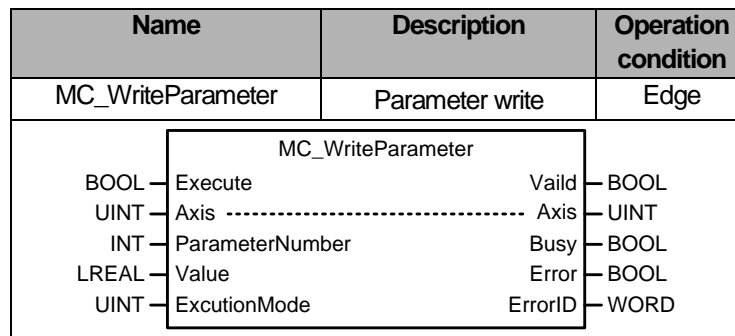 Name Description Operation condition
MC_WriteParameter Parameter write Edge
MC_WriteParameter
BOOL Execute Vaild BOOL
UINT Axis Axis UINT
INT ParameterNumber Busy BOOL
LREAL Value Error BOOL
UINT ExcutionMode ErrorID WORD